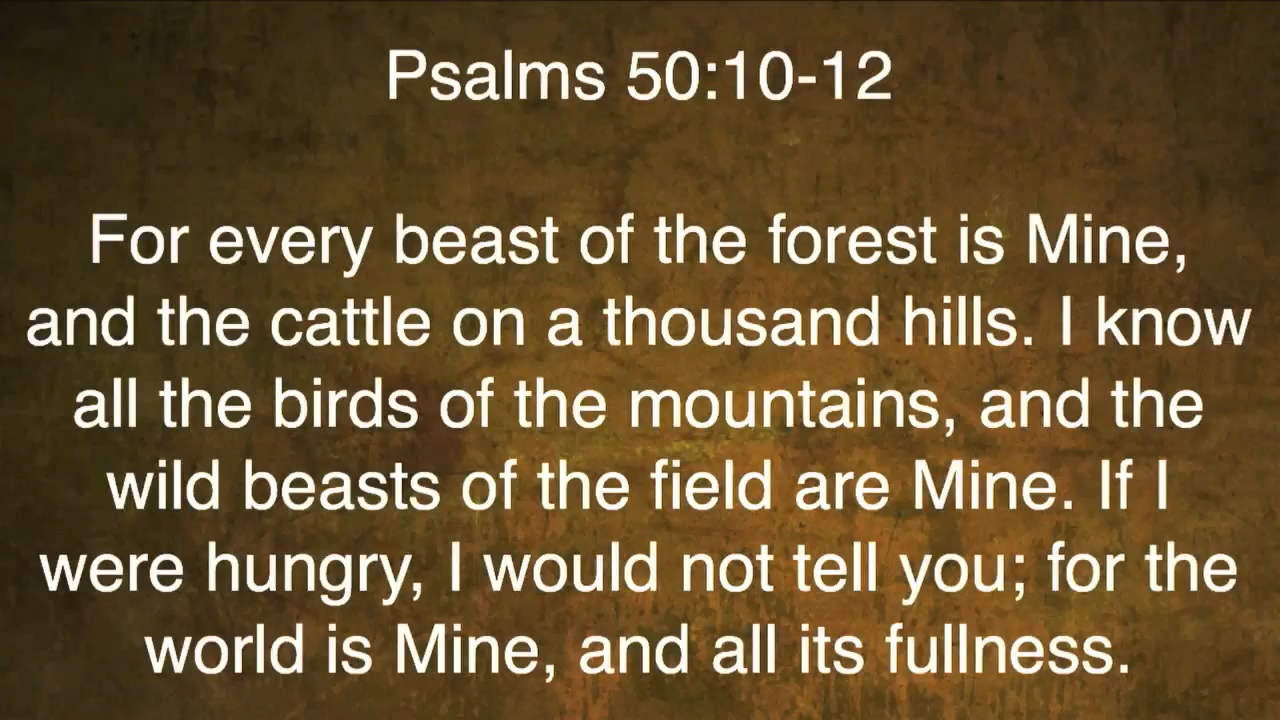 Psalms 50:10-12
For every beast of the forest is Mine,
and the cattle on a thousand hills. I know
all the birds of the mountains, and the
wild beasts of the field are Mine. If I
were hungry, I would not tell you; for the
world is Mine, and all its fullness.